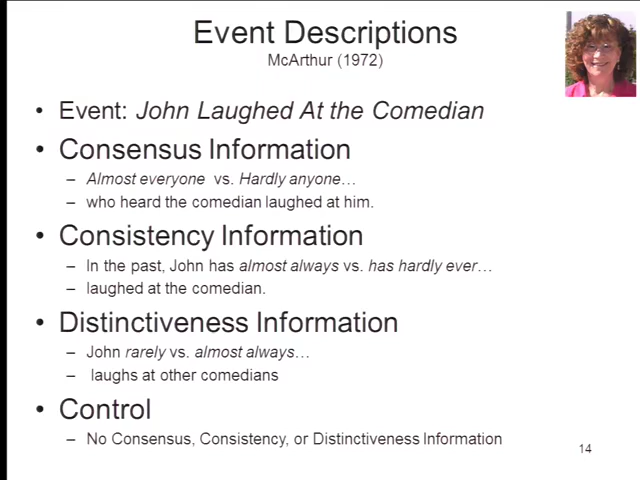 Event Descriptions
McArthur (1972)
• Event: John Laughed At the Comedian
• Consensus Information
– Almost everyone vs. Hardly anyone…
– who heard the comedian laughed at him.
• Consistency Information
– In the past, John has almost always vs. has hardly ever…
– laughed at the comedian.
• Distinctiveness Information
– John rarely vs. almost always…
– laughs at other comedians
• Control
– No Consensus, Consistency, or Distinctiveness Information
14